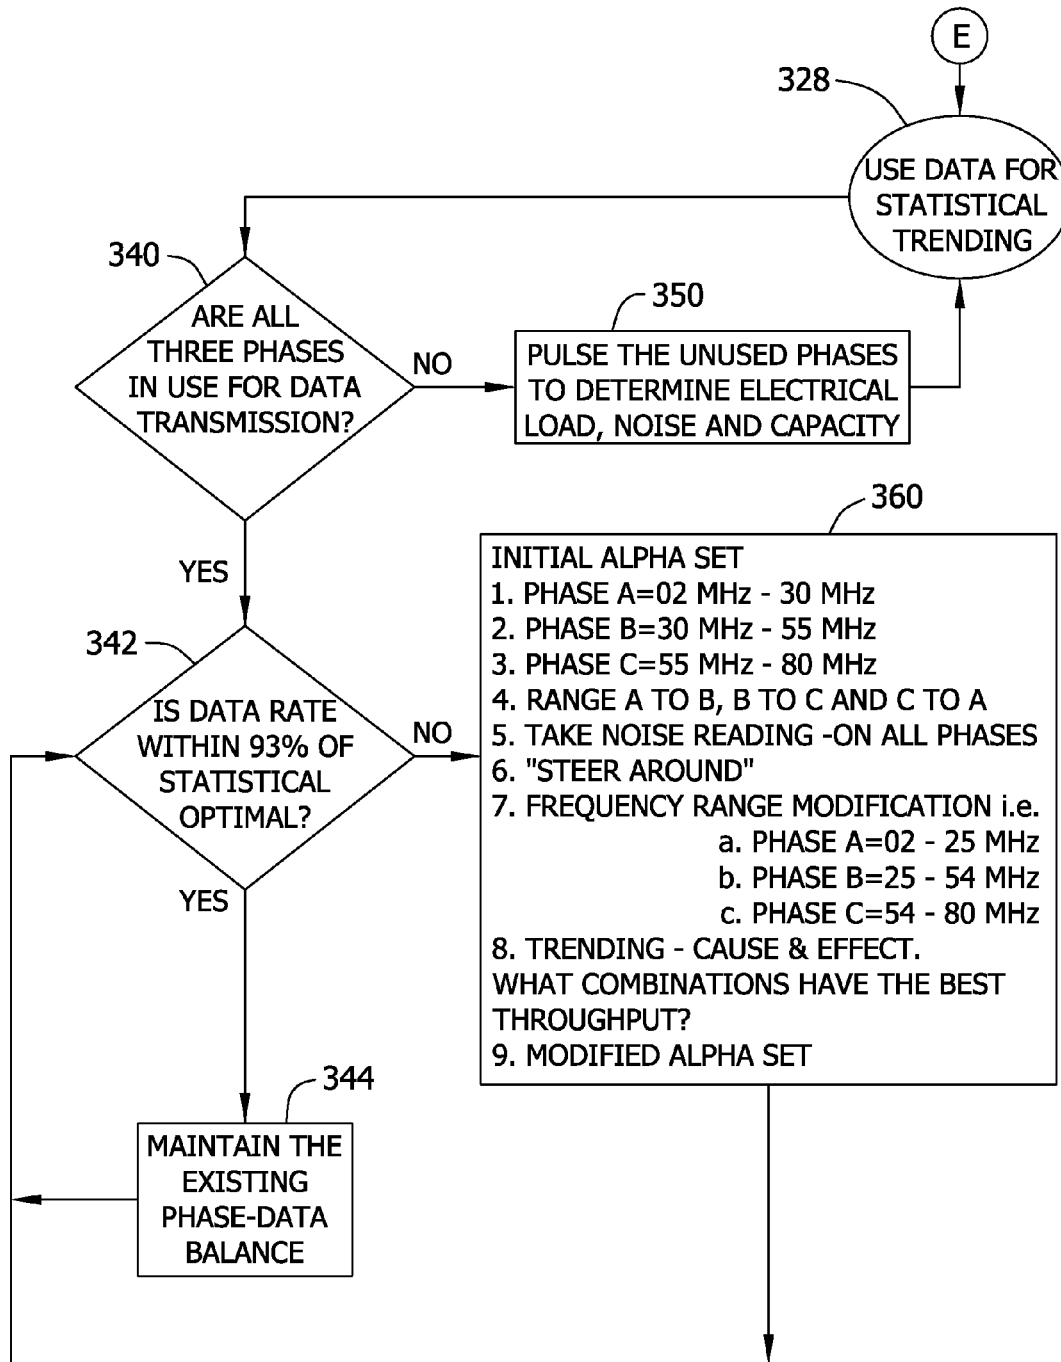 E
328
USE DATA FOR
STATISTICAL
TRENDING
340
ARE ALL
THREE PHASES
IN USE FOR DATA
TRANSMISSION?
NO
350
PULSE THE UNUSED PHASES
TO DETERMINE ELECTRICAL
LOAD, NOISE AND CAPACITY
YES
342
IS DATA RATE
WITHIN 93% OF
STATISTICAL
OPTIMAL?
NO
360
INITIAL ALPHA SET
1. PHASE A=02 MHz - 30 MHz
2. PHASE B=30 MHz - 55 MHz
3. PHASE C=55 MHz - 80 MHz
4. RANGE A TO B, B TO C AND C TO A
5. TAKE NOISE READING -ON ALL PHASES
6. "STEER AROUND"
7. FREQUENCY RANGE MODIFICATION i.e.
a. PHASE A=02 - 25 MHz
b. PHASE B=25 - 54 MHz
c. PHASE C=54 - 80 MHz
8. TRENDING - CAUSE & EFFECT.
WHAT COMBINATIONS HAVE THE BEST
THROUGHPUT?
9. MODIFIED ALPHA SET
YES
344
MAINTAIN THE
EXISTING
PHASE-DATA
BALANCE